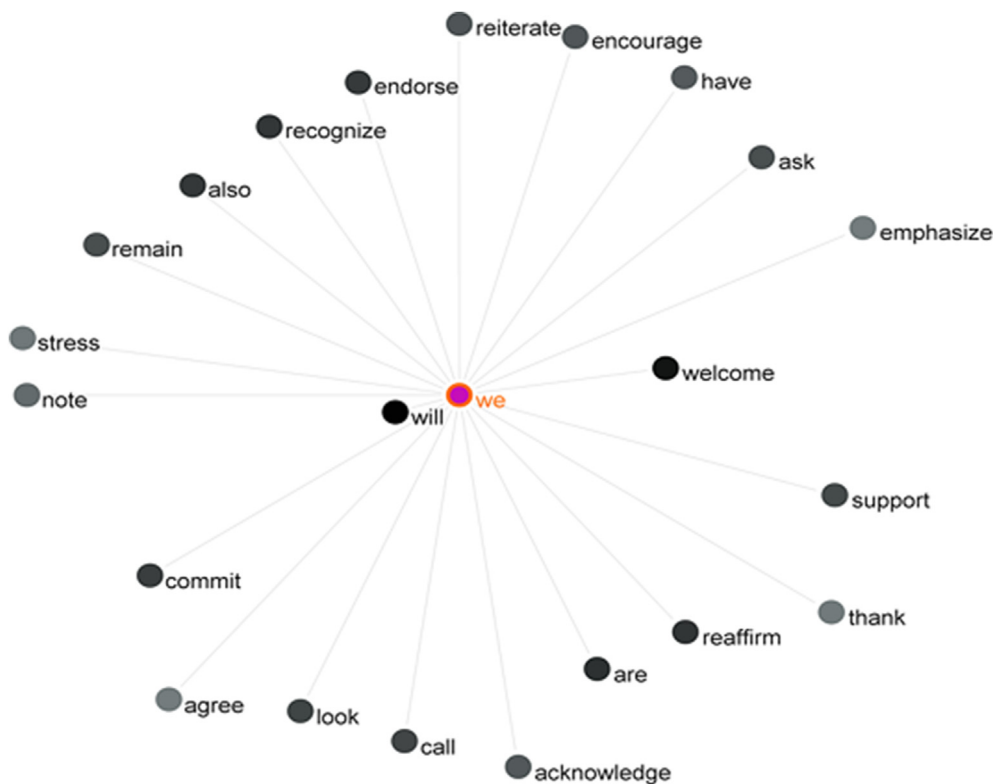 reiterate
encourage
endorse
have
recognize
ask
also
emphasize
remain
stress
welcome
note
we
will
support
commit
thank
reaffirm
are
agree
look
call
acknowledge